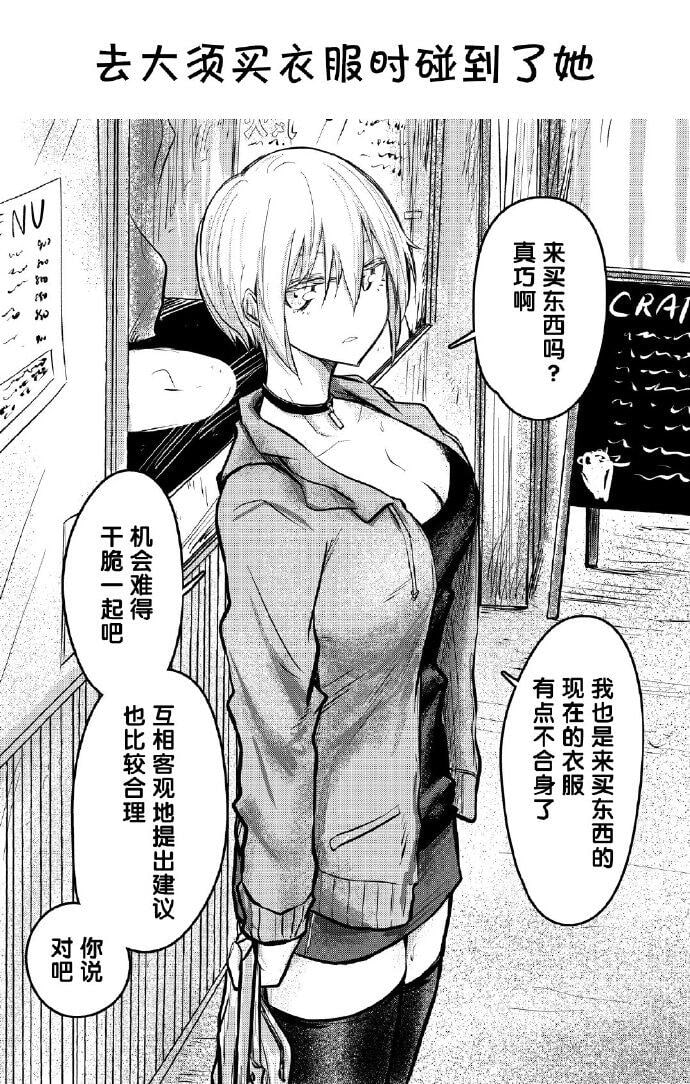 去大须买衣服时碰到了她
来买东西吗？
真巧啊
我也是来买东西的
现在的衣服
有点不合身了
机会难得
干脆一起吧
互相客观地提出建议
也比较合理
你说
对吧
ENU
CRAF